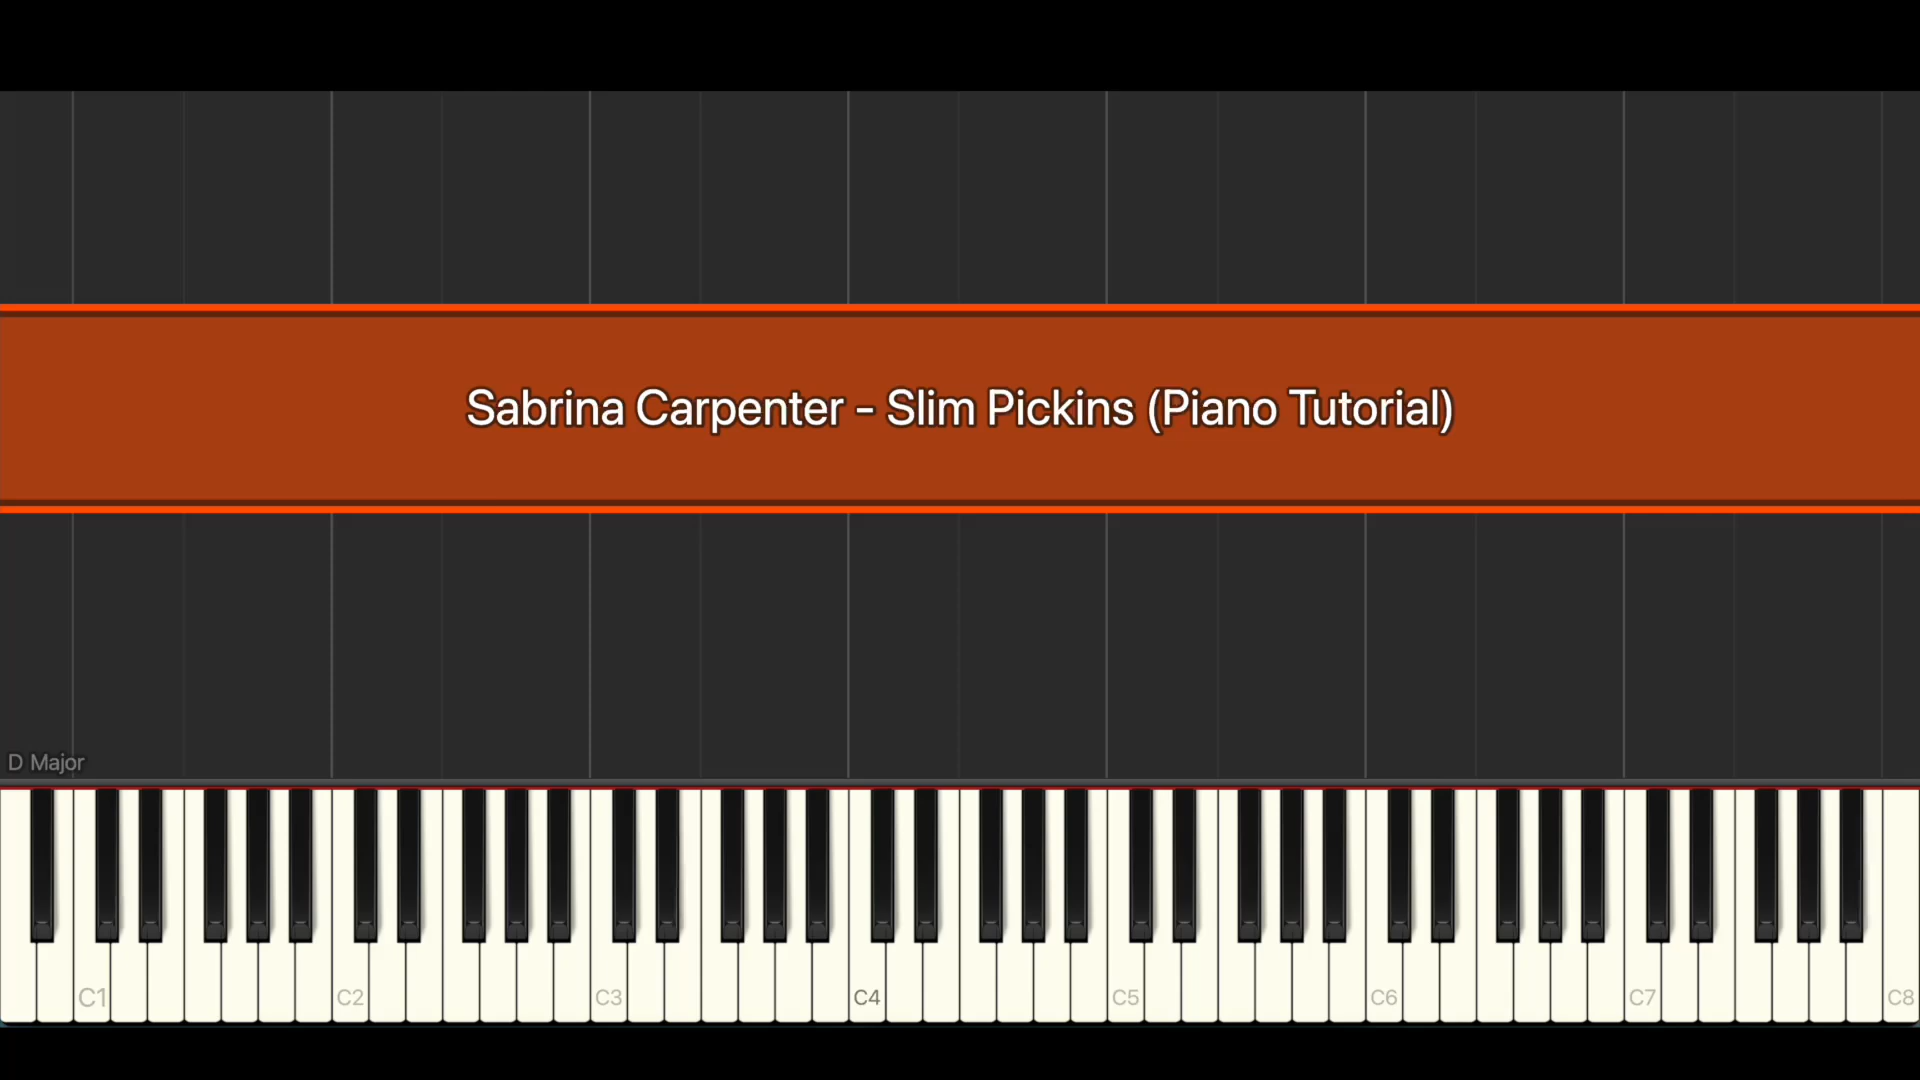 Sabrina Carpenter - Slim Pickins (Piano Tutorial)
D Major
C1 C2 C3 C4 C5 C6 C7 C8